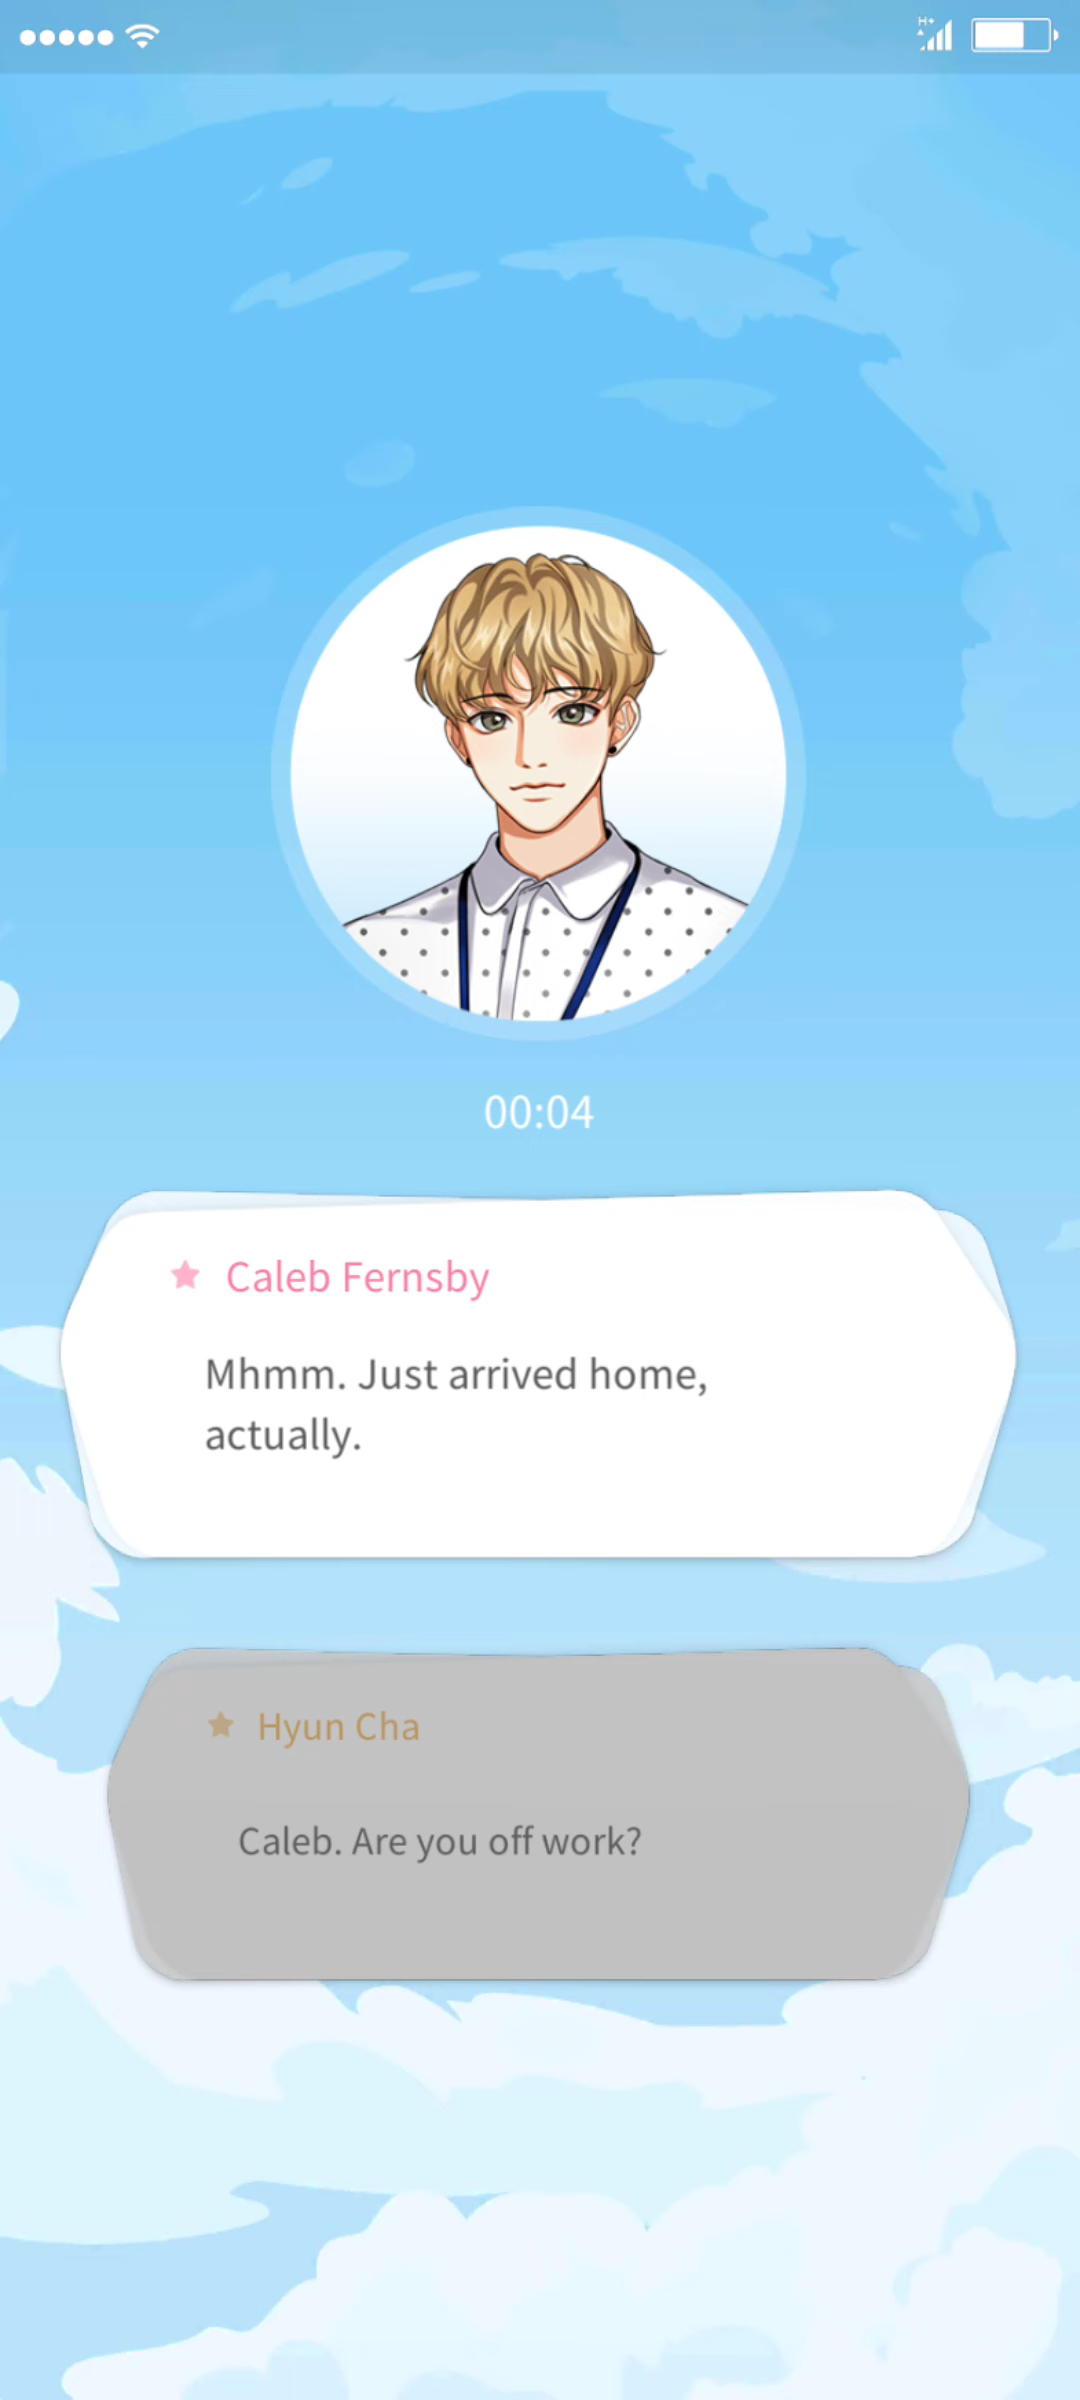 H+
00:04
Caleb Fernsby
Mhmm. Just arrived home,
actually.
Hyun Cha
Caleb. Are you off work?